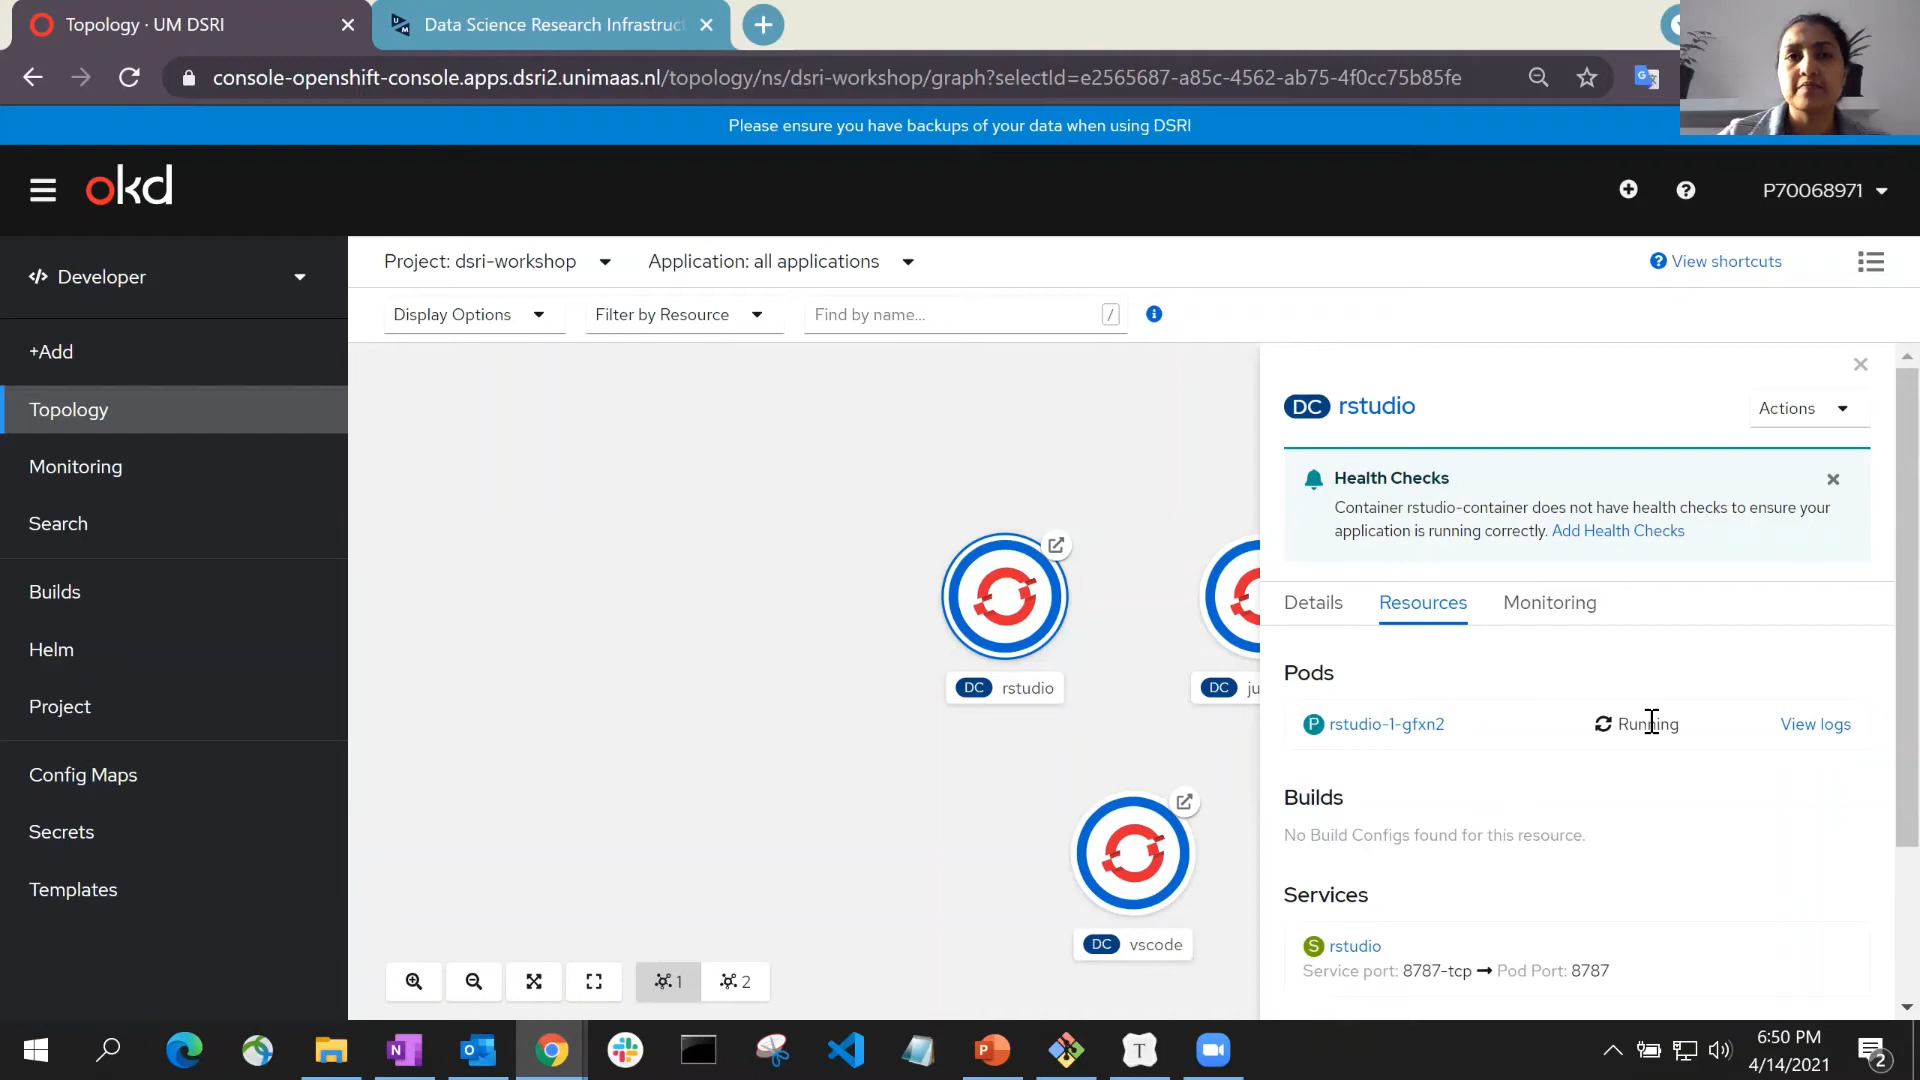 Topology · UM DSRI
Data Science Research Infrastruct
console-openshift-console.apps.dsri2.unimaas.nl/topology/ns/dsri-workshop/graph?selectId=e2565687-a85c-4562-ab75-4f0cc75b85fe
Please ensure you have backups of your data when using DSRI
okd
P70068971
Developer
Project: dsri-workshop
Application: all applications
View shortcuts
Display Options
Filter by Resource
Find by name...
/
+Add
Topology
Monitoring
Search
Builds
Helm
Project
Config Maps
Secrets
Templates
DC rstudio
DC ju
DC vscode
1
2
DC rstudio
Actions
Health Checks
Container rstudio-container does not have health checks to ensure your
application is running correctly. Add Health Checks
Details
Resources
Monitoring
Pods
P rstudio-1-gfxn2
Running
View logs
Builds
No Build Configs found for this resource.
Services
S rstudio
Service port: 8787-tcp → Pod Port: 8787
6:50 PM
4/14/2021
2